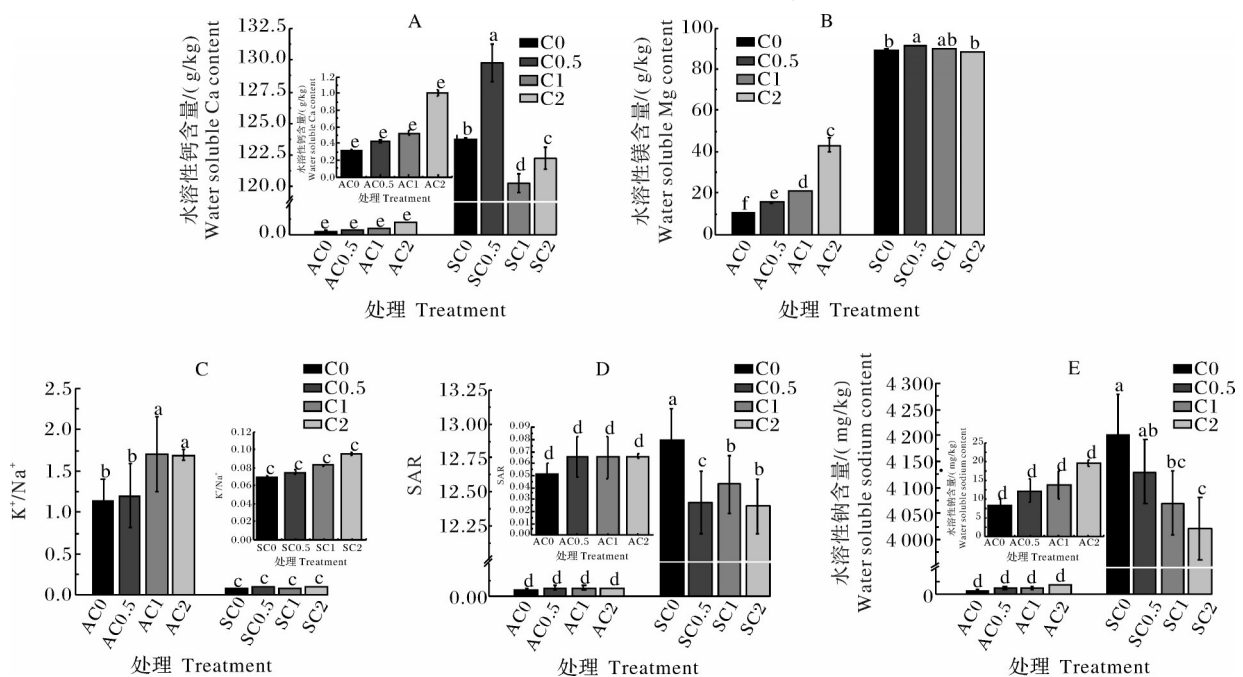 A
水溶性钙含量/( g/kg)
Water soluble Ca content
132.5
130.0
127.5
125.0
122.5
120.0
0.0
C0
C0.5
C1
C2
e
e
e
e
b
a
d
c
AC0
AC0.5
AC1
AC2
SC0
SC0.5
SC1
SC2
处理 Treatment
水溶性钙含量/( g/kg)
Water soluble Ca content
1.2
1.0
0.8
0.6
0.4
0.2
0.0
e
e
e
e
AC0 AC0.5 AC1 AC2
处理 Treatment
B
水溶性镁含量/( g/kg)
Water soluble Mg content
100
80
60
40
20
0
C0
C0.5
C1
C2
f
e
d
c
b
a
ab
b
AC0
AC0.5
AC1
AC2
SC0
SC0.5
SC1
SC2
处理 Treatment
C
K⁺/Na⁺
2.5
2.0
1.5
1.0
0.5
0.0
C0
C0.5
C1
C2
b
b
a
a
c
c
c
c
AC0
AC0.5
AC1
AC2
SC0
SC0.5
SC1
SC2
处理 Treatment
K⁺/Na⁺
0.12
0.10
0.08
0.06
0.04
0.02
0.00
c
c
c
c
SC0 SC0.5 SC1 SC2
处理 Treatment
D
SAR
13.25
13.00
12.75
12.50
12.25
0.00
C0
C0.5
C1
C2
d
d
d
d
a
c
b
b
AC0
AC0.5
AC1
AC2
SC0
SC0.5
SC1
SC2
处理 Treatment
SAR
0.09
0.08
0.07
0.06
0.05
0.04
0.03
0.02
0.01
0.00
d
d
d
d
AC0 AC0.5 AC1 AC2
处理 Treatment
E
水溶性钠含量/( mg/kg)
Water soluble sodium content
4 300
4 250
4 200
4 150
4 100
4 050
4 000
0
C0
C0.5
C1
C2
d
d
d
d
a
ab
bc
c
AC0
AC0.5
AC1
AC2
SC0
SC0.5
SC1
SC2
处理 Treatment
水溶性钠含量/( mg/kg)
Water soluble sodium content
25
20
15
10
5
0
d
d
d
d
AC0 AC0.5 AC1 AC2
处理 Treatment